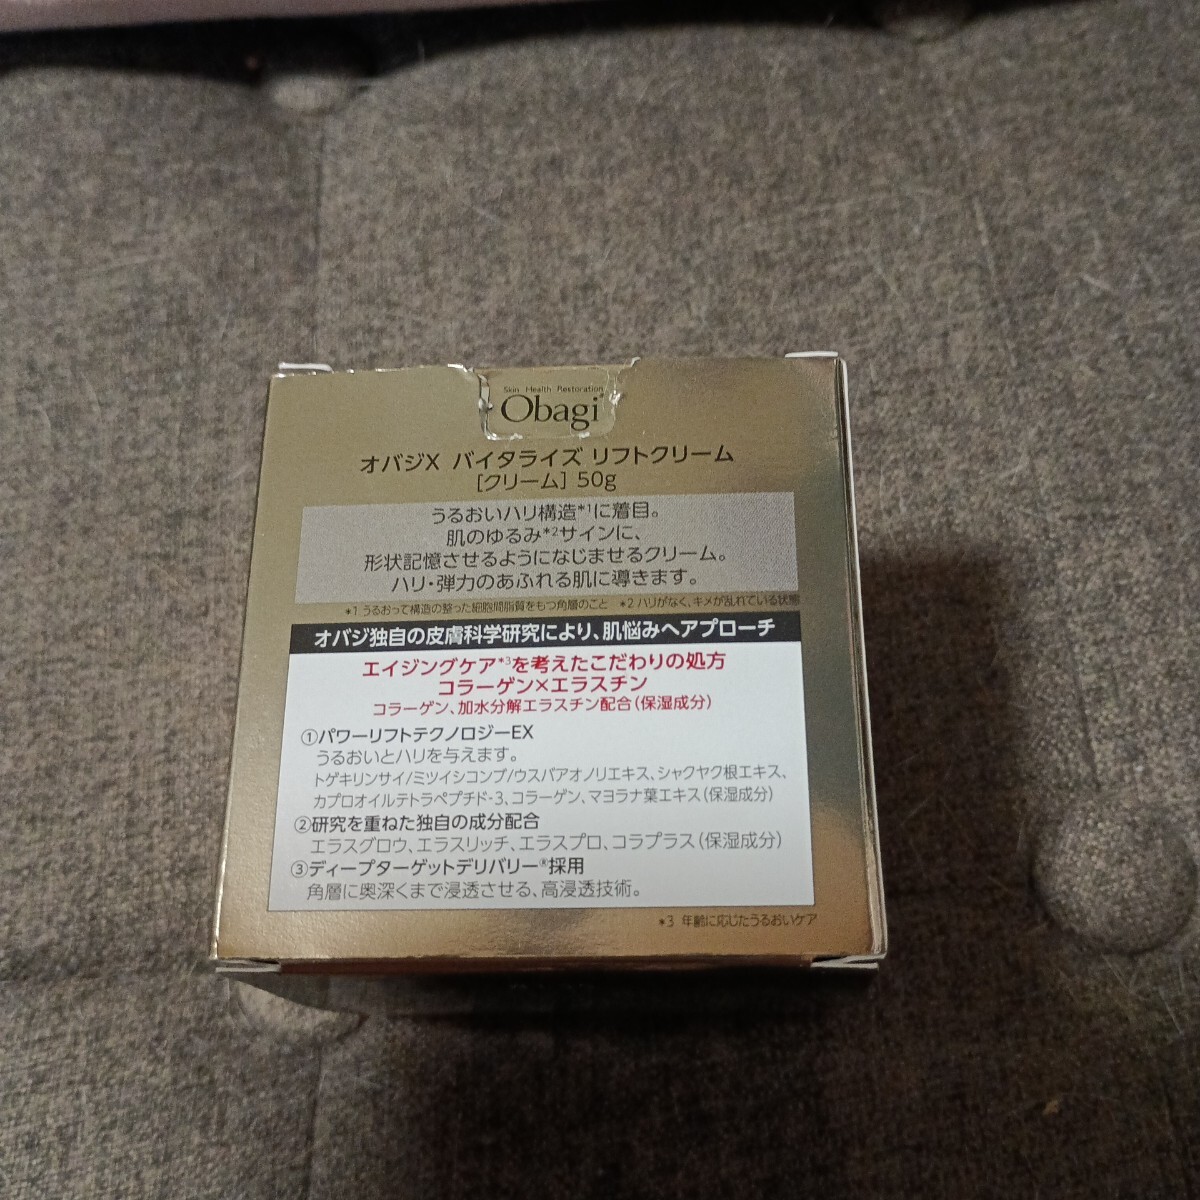 Skin Health Restoration
Obagi
オバジX バイタライズ リフトクリーム
[クリーム] 50g
うるおいハリ構造*1に着目。
肌のゆるみ*2サインに、
形状記憶させるようになじませるクリーム。
ハリ・弾力のあふれる肌に導きます。
*1 うるおって構造の整った細胞間脂質をもつ角層のこと *2 ハリがなく、キメが乱れている状態
オバジ独自の皮膚科学研究により、肌悩みへアプローチ
エイジングケア*3を考えたこだわりの処方
コラーゲン×エラスチン
コラーゲン、加水分解エラスチン配合(保湿成分)
①パワーリフトテクノロジーEX
うるおいとハリを与えます。
トゲキリンサイ/ミツイシコンブ/ウスバアオノリエキス、シャクヤク根エキス、
カプロオイルテトラペプチド-3、コラーゲン、マヨラナ葉エキス(保湿成分)
②研究を重ねた独自の成分配合
エラスグロウ、エラスリッチ、エラスプロ、コラプラス(保湿成分)
③ディープターゲットデリバリー®採用
角層に奥深くまで浸透させる、高浸透技術。
*3 年齢に応じたうるおいケア